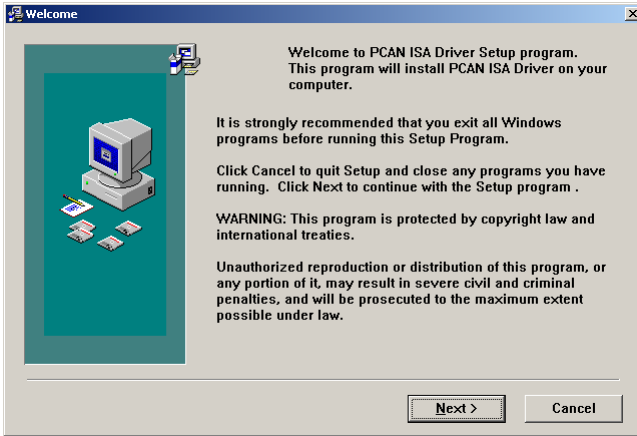 Welcome
Welcome to PCAN ISA Driver Setup program.
This program will install PCAN ISA Driver on your
computer.
It is strongly recommended that you exit all Windows
programs before running this Setup Program.
Click Cancel to quit Setup and close any programs you have
running.  Click Next to continue with the Setup program .
WARNING: This program is protected by copyright law and
international treaties.
Unauthorized reproduction or distribution of this program, or
any portion of it, may result in severe civil and criminal
penalties, and will be prosecuted to the maximum extent
possible under law.
Next >
Cancel